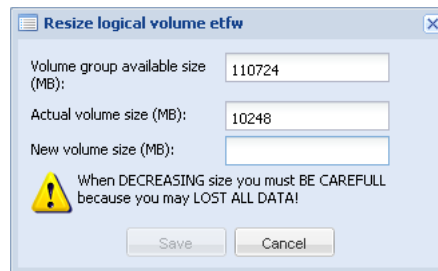 Resize logical volume etfw
Volume group available size
(MB):
110724
Actual volume size (MB):
10248
New volume size (MB):
When DECREASING size you must BE CAREFULL
because you may LOST ALL DATA!
Save
Cancel